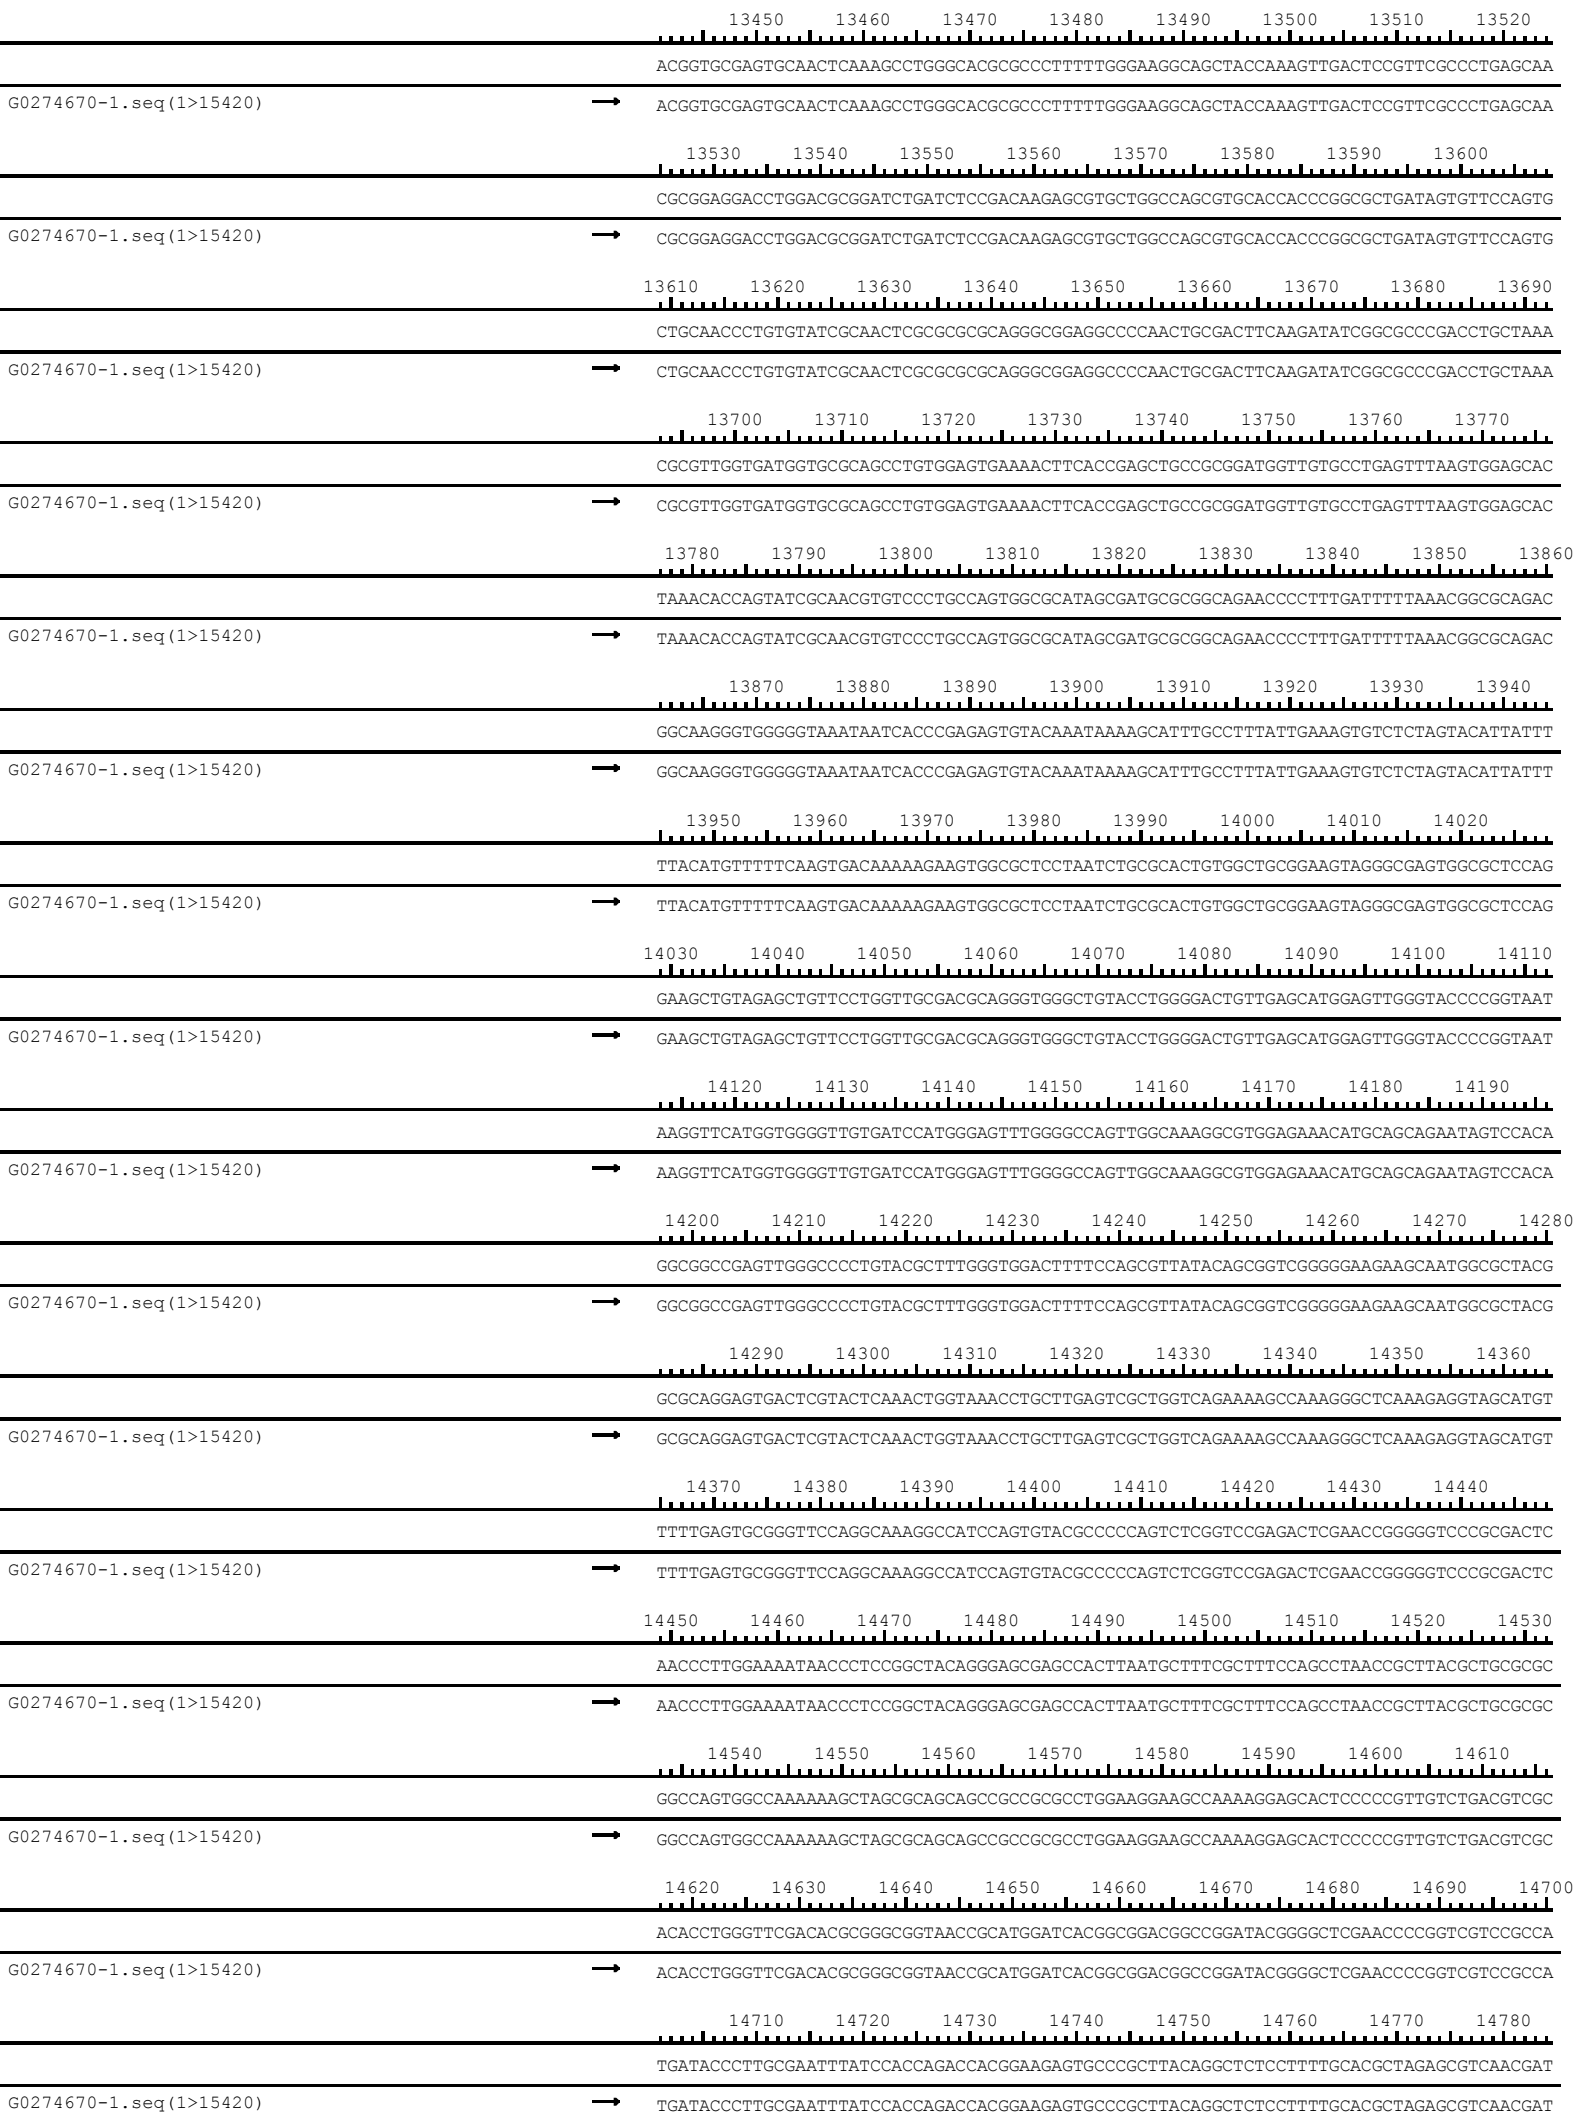 13450 13460 13470 13480 13490 13500 13510 13520
ACGGTGCGAGTGCAACTCAAAGCCTGGGCACGCGCCCTTTTTGGGAAGGCAGCTACCAAAGTTGACTCCGTTCGCCCTGAGCAA
G0274670-1.seq(1>15420) → ACGGTGCGAGTGCAACTCAAAGCCTGGGCACGCGCCCTTTTTGGGAAGGCAGCTACCAAAGTTGACTCCGTTCGCCCTGAGCAA
13530 13540 13550 13560 13570 13580 13590 13600
CGCGGAGGACCTGGACGCGGATCTGATCTCCGACAAGAGCGTGCTGGCCAGCGTGCACCACCCGGCGCTGATAGTGTTCCAGTG
G0274670-1.seq(1>15420) → CGCGGAGGACCTGGACGCGGATCTGATCTCCGACAAGAGCGTGCTGGCCAGCGTGCACCACCCGGCGCTGATAGTGTTCCAGTG
13610 13620 13630 13640 13650 13660 13670 13680 13690
CTGCAACCCTGTGTATCGCAACTCGCGCGCGCAGGGCGGAGGCCCCAACTGCGACTTCAAGATATCGGCGCCCGACCTGCTAAA
G0274670-1.seq(1>15420) → CTGCAACCCTGTGTATCGCAACTCGCGCGCGCAGGGCGGAGGCCCCAACTGCGACTTCAAGATATCGGCGCCCGACCTGCTAAA
13700 13710 13720 13730 13740 13750 13760 13770
CGCGTTGGTGATGGTGCGCAGCCTGTGGAGTGAAAACTTCACCGAGCTGCCGCGGATGGTTGTGCCTGAGTTTAAGTGGAGCAC
G0274670-1.seq(1>15420) → CGCGTTGGTGATGGTGCGCAGCCTGTGGAGTGAAAACTTCACCGAGCTGCCGCGGATGGTTGTGCCTGAGTTTAAGTGGAGCAC
13780 13790 13800 13810 13820 13830 13840 13850 13860
TAAACACCAGTATCGCAACGTGTCCCTGCCAGTGGCGCATAGCGATGCGCGGCAGAACCCCTTTGATTTTTAAACGGCGCAGAC
G0274670-1.seq(1>15420) → TAAACACCAGTATCGCAACGTGTCCCTGCCAGTGGCGCATAGCGATGCGCGGCAGAACCCCTTTGATTTTTAAACGGCGCAGAC
13870 13880 13890 13900 13910 13920 13930 13940
GGCAAGGGTGGGGGTAAATAATCACCCGAGAGTGTACAAATAAAAGCATTTGCCTTTATTGAAAGTGTCTCTAGTACATTATTT
G0274670-1.seq(1>15420) → GGCAAGGGTGGGGGTAAATAATCACCCGAGAGTGTACAAATAAAAGCATTTGCCTTTATTGAAAGTGTCTCTAGTACATTATTT
13950 13960 13970 13980 13990 14000 14010 14020
TTACATGTTTTTCAAGTGACAAAAAGAAGTGGCGCTCCTAATCTGCGCACTGTGGCTGCGGAAGTAGGGCGAGTGGCGCTCCAG
G0274670-1.seq(1>15420) → TTACATGTTTTTCAAGTGACAAAAAGAAGTGGCGCTCCTAATCTGCGCACTGTGGCTGCGGAAGTAGGGCGAGTGGCGCTCCAG
14030 14040 14050 14060 14070 14080 14090 14100 14110
GAAGCTGTAGAGCTGTTCCTGGTTGCGACGCAGGGTGGGCTGTACCTGGGGACTGTTGAGCATGGAGTTGGGTACCCCGGTAAT
G0274670-1.seq(1>15420) → GAAGCTGTAGAGCTGTTCCTGGTTGCGACGCAGGGTGGGCTGTACCTGGGGACTGTTGAGCATGGAGTTGGGTACCCCGGTAAT
14120 14130 14140 14150 14160 14170 14180 14190
AAGGTTCATGGTGGGGTTGTGATCCATGGGAGTTTGGGGCCAGTTGGCAAAGGCGTGGAGAAACATGCAGCAGAATAGTCCACA
G0274670-1.seq(1>15420) → AAGGTTCATGGTGGGGTTGTGATCCATGGGAGTTTGGGGCCAGTTGGCAAAGGCGTGGAGAAACATGCAGCAGAATAGTCCACA
14200 14210 14220 14230 14240 14250 14260 14270 14280
GGCGGCCGAGTTGGGCCCCTGTACGCTTTGGGTGGACTTTTCCAGCGTTATACAGCGGTCGGGGGAAGAAGCAATGGCGCTACG
G0274670-1.seq(1>15420) → GGCGGCCGAGTTGGGCCCCTGTACGCTTTGGGTGGACTTTTCCAGCGTTATACAGCGGTCGGGGGAAGAAGCAATGGCGCTACG
14290 14300 14310 14320 14330 14340 14350 14360
GCGCAGGAGTGACTCGTACTCAAACTGGTAAACCTGCTTGAGTCGCTGGTCAGAAAAGCCAAAGGGCTCAAAGAGGTAGCATGT
G0274670-1.seq(1>15420) → GCGCAGGAGTGACTCGTACTCAAACTGGTAAACCTGCTTGAGTCGCTGGTCAGAAAAGCCAAAGGGCTCAAAGAGGTAGCATGT
14370 14380 14390 14400 14410 14420 14430 14440
TTTTGAGTGCGGGTTCCAGGCAAAGGCCATCCAGTGTACGCCCCCAGTCTCGGTCCGAGACTCGAACCGGGGGTCCCGCGACTC
G0274670-1.seq(1>15420) → TTTTGAGTGCGGGTTCCAGGCAAAGGCCATCCAGTGTACGCCCCCAGTCTCGGTCCGAGACTCGAACCGGGGGTCCCGCGACTC
14450 14460 14470 14480 14490 14500 14510 14520 14530
AACCCTTGGAAAATAACCCTCCGGCTACAGGGAGCGAGCCACTTAATGCTTTCGCTTTCCAGCCTAACCGCTTACGCTGCGCGC
G0274670-1.seq(1>15420) → AACCCTTGGAAAATAACCCTCCGGCTACAGGGAGCGAGCCACTTAATGCTTTCGCTTTCCAGCCTAACCGCTTACGCTGCGCGC
14540 14550 14560 14570 14580 14590 14600 14610
GGCCAGTGGCCAAAAAAGCTAGCGCAGCAGCCGCCGCGCCTGGAAGGAAGCCAAAAGGAGCACTCCCCCGTTGTCTGACGTCGC
G0274670-1.seq(1>15420) → GGCCAGTGGCCAAAAAAGCTAGCGCAGCAGCCGCCGCGCCTGGAAGGAAGCCAAAAGGAGCACTCCCCCGTTGTCTGACGTCGC
14620 14630 14640 14650 14660 14670 14680 14690 14700
ACACCTGGGTTCGACACGCGGGCGGTAACCGCATGGATCACGGCGGACGGCCGGATACGGGGCTCGAACCCCGGTCGTCCGCCA
G0274670-1.seq(1>15420) → ACACCTGGGTTCGACACGCGGGCGGTAACCGCATGGATCACGGCGGACGGCCGGATACGGGGCTCGAACCCCGGTCGTCCGCCA
14710 14720 14730 14740 14750 14760 14770 14780
TGATACCCTTGCGAATTTATCCACCAGACCACGGAAGAGTGCCCGCTTACAGGCTCTCCTTTTGCACGCTAGAGCGTCAACGAT
G0274670-1.seq(1>15420) → TGATACCCTTGCGAATTTATCCACCAGACCACGGAAGAGTGCCCGCTTACAGGCTCTCCTTTTGCACGCTAGAGCGTCAACGAT